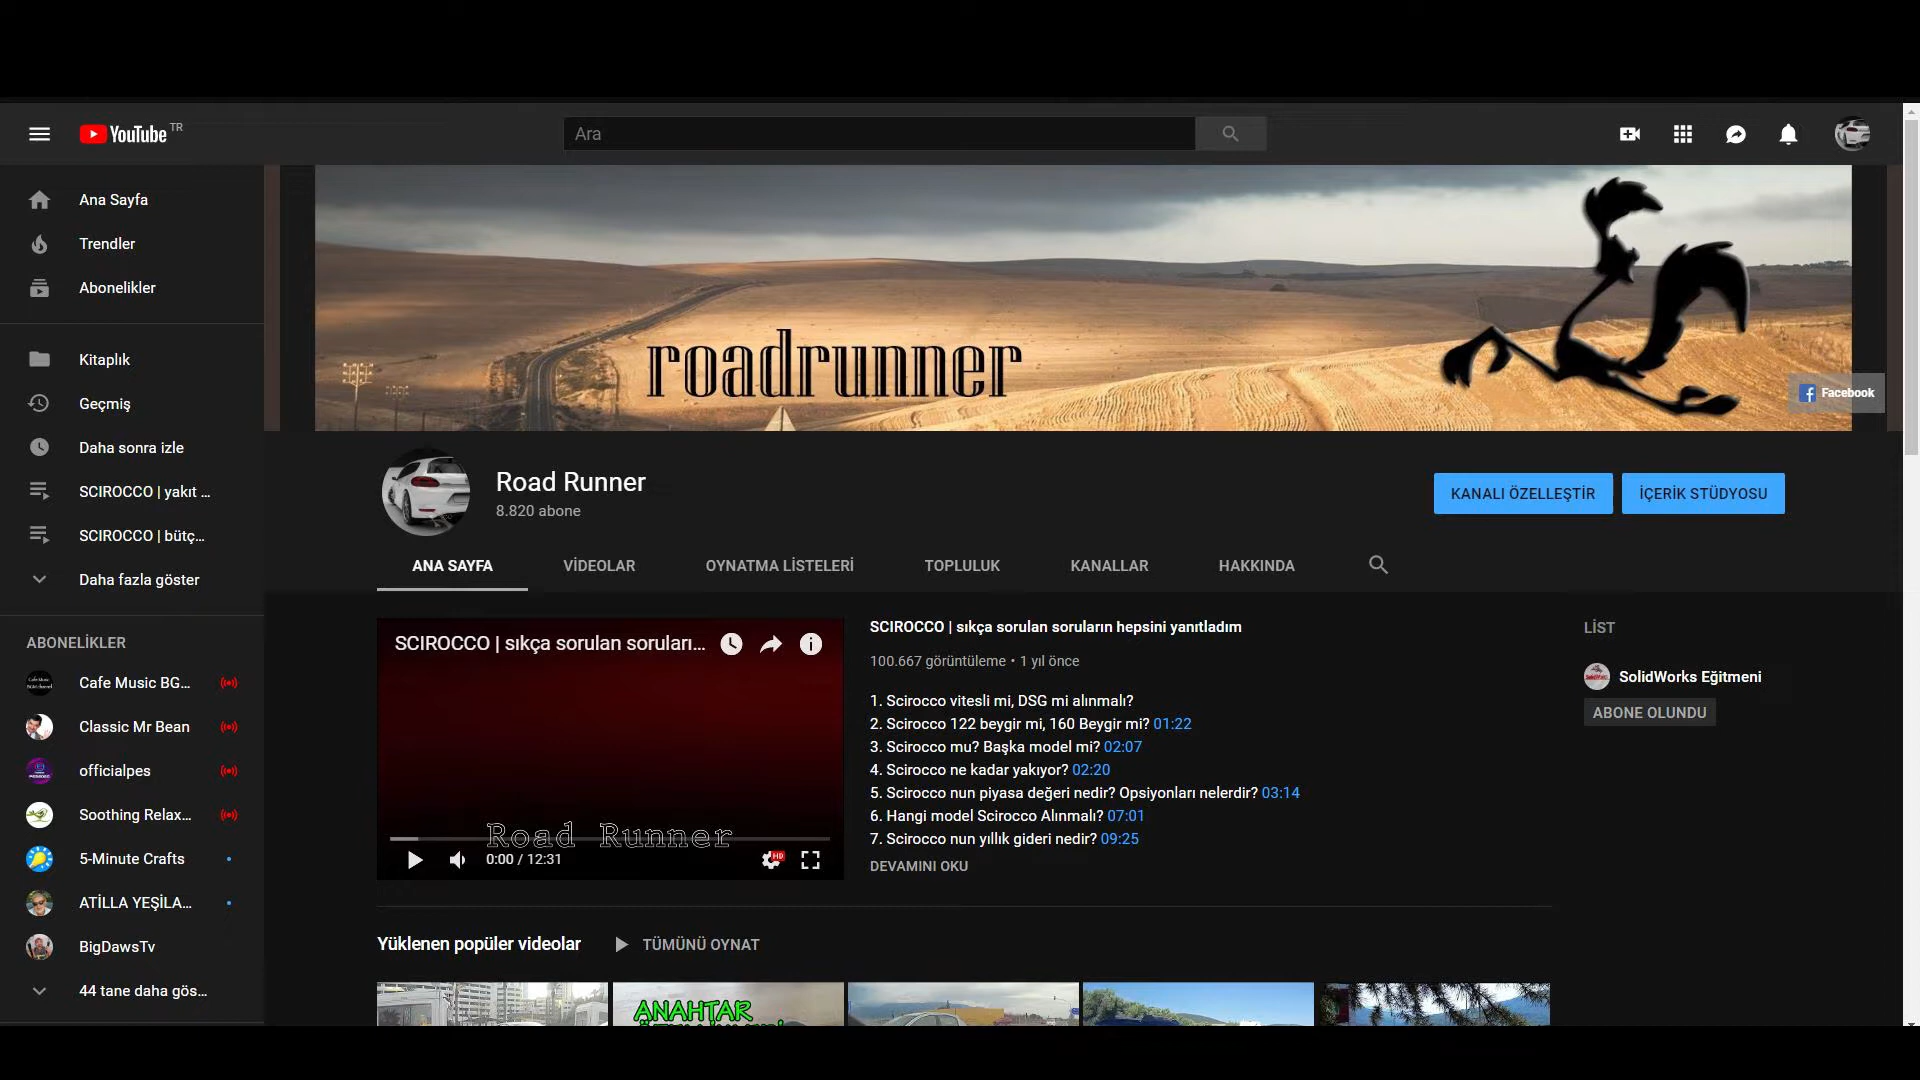 YouTube TR
Ara
Ana Sayfa
Trendler
Abonelikler
Kitaplık
Geçmiş
Daha sonra izle
SCIROCCO | yakıt ...
SCIROCCO | bütç...
Daha fazla göster
ABONELİKLER
Cafe Music BG...
Classic Mr Bean
officialpes
Soothing Relax...
5-Minute Crafts
ATİLLA YEŞİLA...
BigDawsTv
44 tane daha gös...
roadrunner
Facebook
Road Runner
8.820 abone
KANALI ÖZELLEŞTİR
İÇERİK STÜDYOSU
ANA SAYFA
VİDEOLAR
OYNATMA LİSTELERİ
TOPLULUK
KANALLAR
HAKKINDA
SCIROCCO | sıkça sorulan soruları...
Road Runner
0:00 / 12:31
HD
SCIROCCO | sıkça sorulan soruların hepsini yanıtladım
100.667 görüntüleme • 1 yıl önce
1. Scirocco vitesli mi, DSG mi alınmalı?
2. Scirocco 122 beygir mi, 160 Beygir mi? 01:22
3. Scirocco mu? Başka model mi? 02:07
4. Scirocco ne kadar yakıyor? 02:20
5. Scirocco nun piyasa değeri nedir? Opsiyonları nelerdir? 03:14
6. Hangi model Scirocco Alınmalı? 07:01
7. Scirocco nun yıllık gideri nedir? 09:25
DEVAMINI OKU
LİST
SolidWorks Eğitmeni
ABONE OLUNDU
Yüklenen popüler videolar
TÜMÜNÜ OYNAT
ANAHTAR